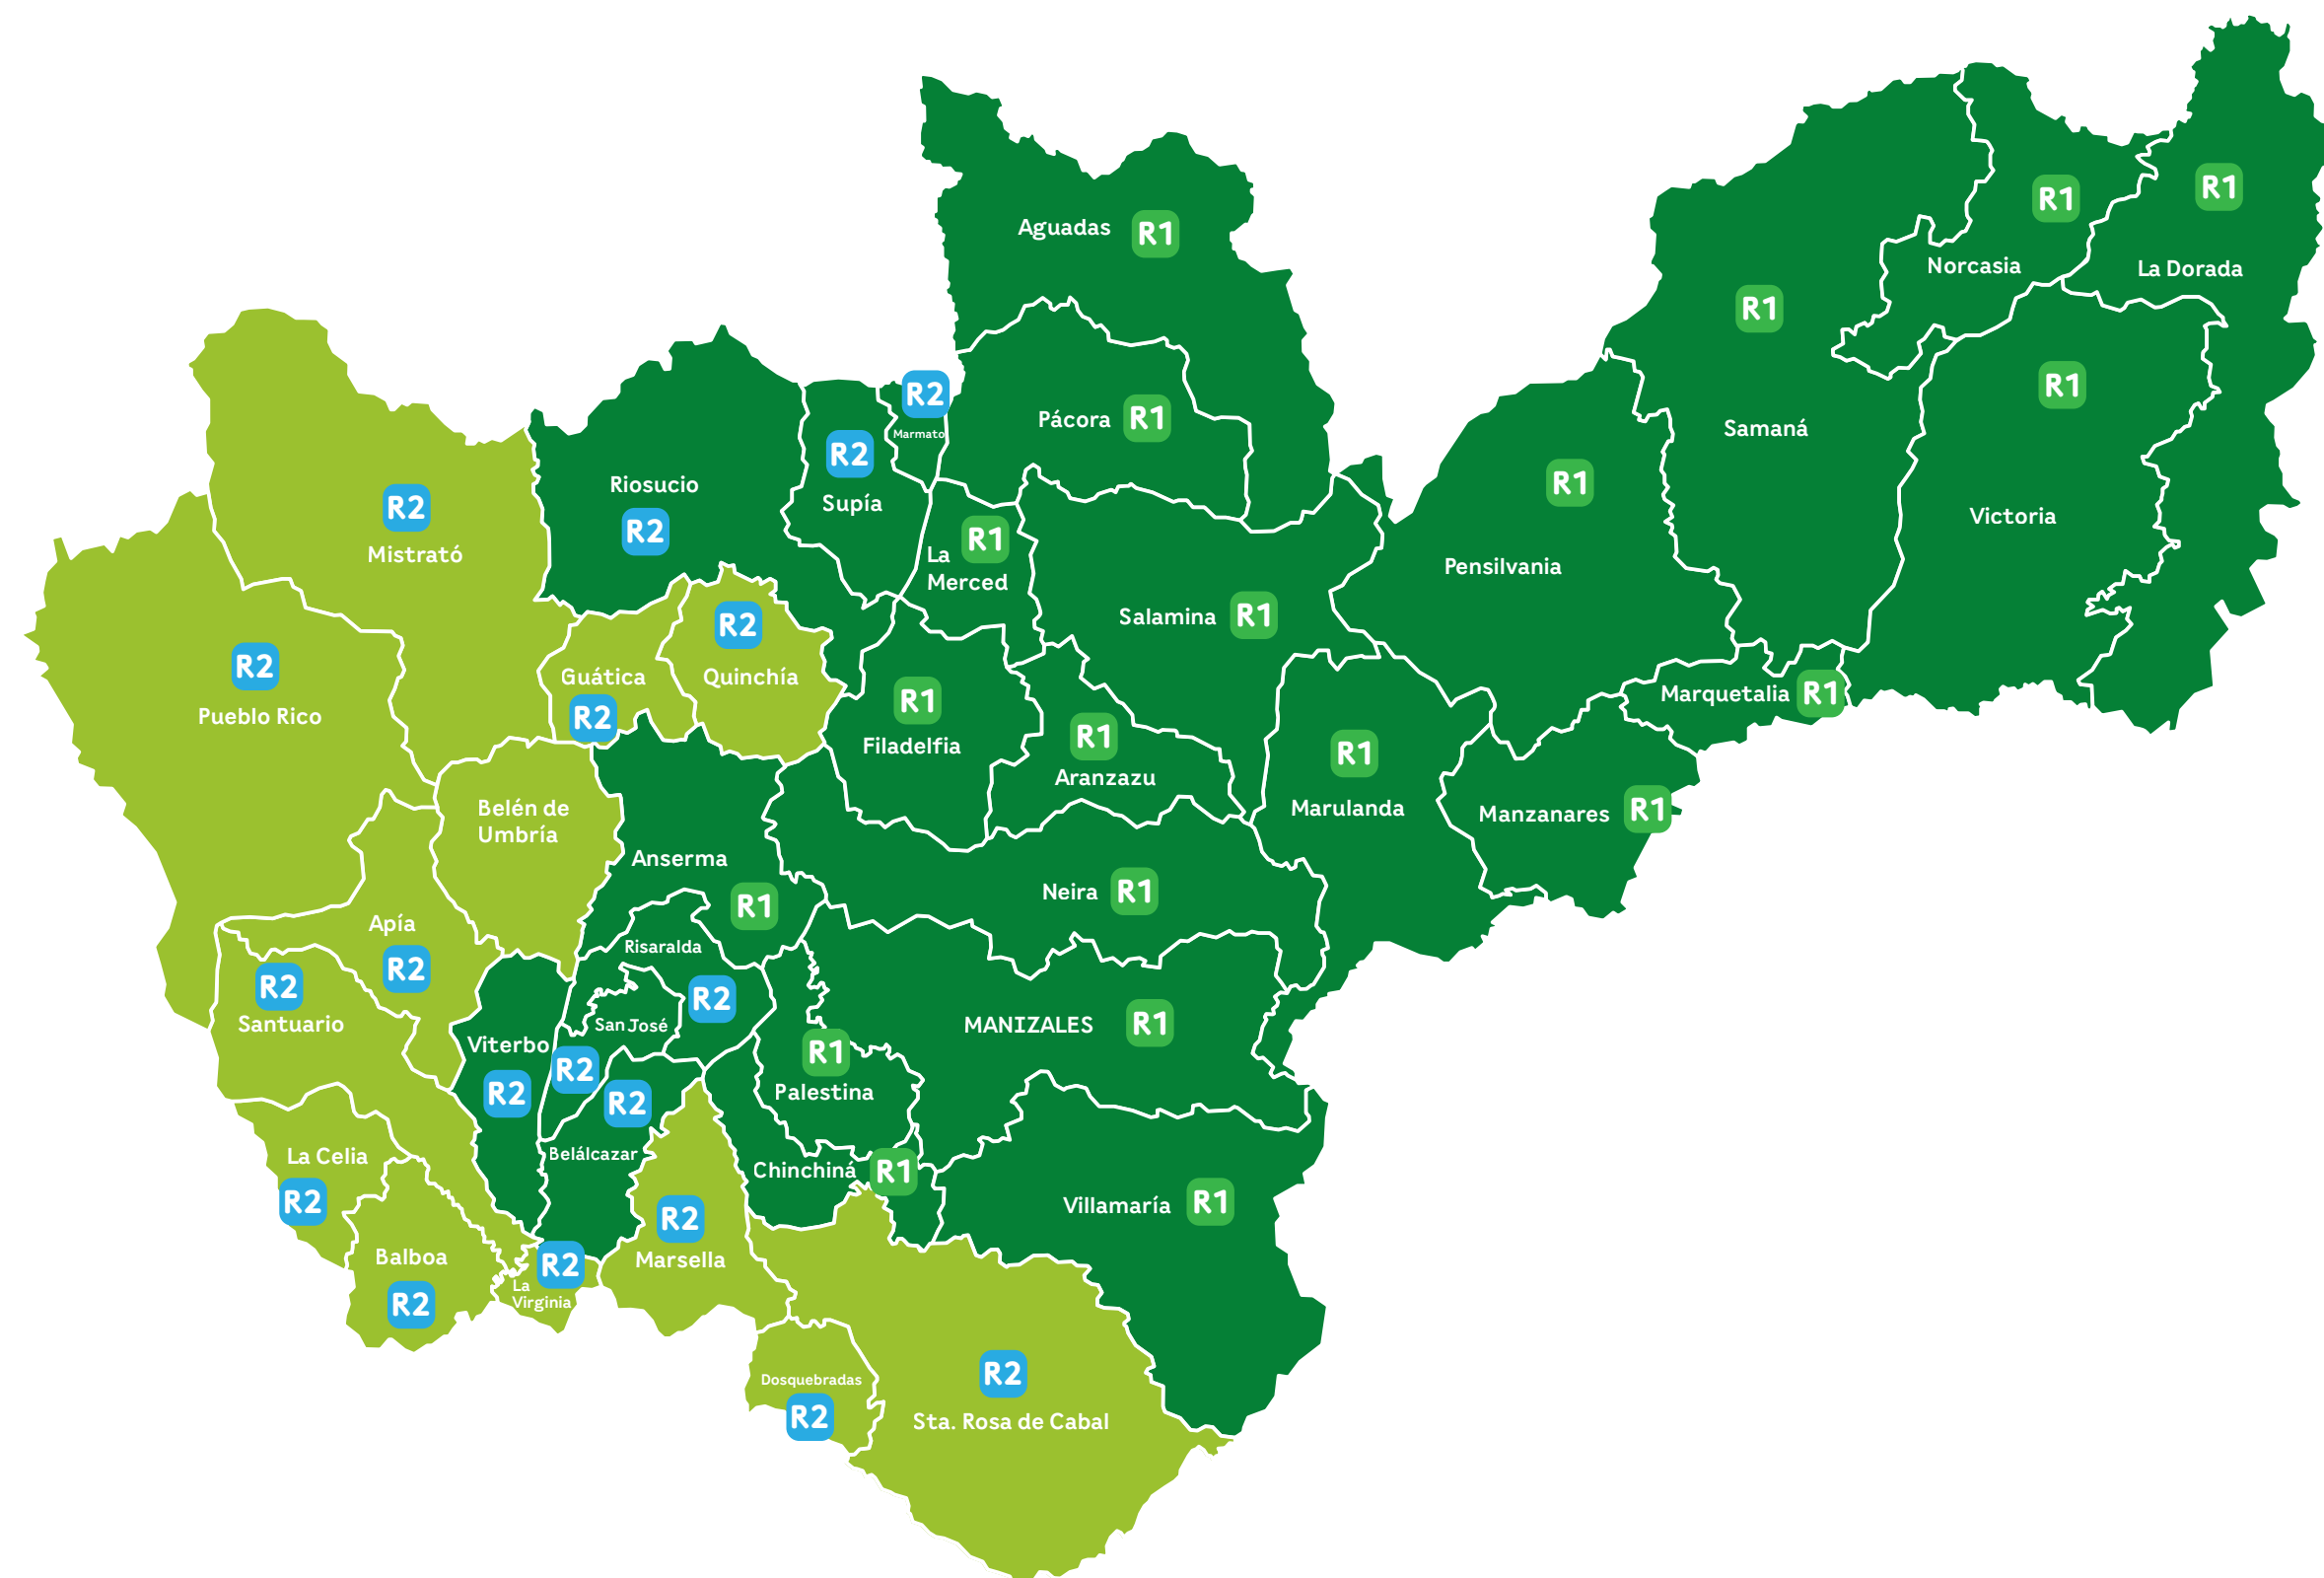 R1
La Dorada
R1
Norcasia
Aguadas R1
R1
Samaná
R1
Victoria
R2
Marmato
Pácora R1
R2
Supía
Riosucio
R2
R2
Mistrató
R1
Pensilvania
R1
La
Merced
Salamina R1
R2
Quinchía
Guática
R2
R2
Pueblo Rico
R1
Filadelfia
R1
Aranzazu
R1
Marulanda
Marquetalia R1
Manzanares R1
Belén de
Umbría
Anserma
R1
Neira R1
Apía
R2
R2
Santuario
Risaralda
R2
San José
R2
MANIZALES R1
Viterbo
R2
R1
Palestina
R2
Belálcazar
La Celia
R2
Chinchiná R1
Villamaría R1
R2
Marsella
Balboa
R2
R2
La
Virginia
Dosquebradas
R2
R2
Sta. Rosa de Cabal